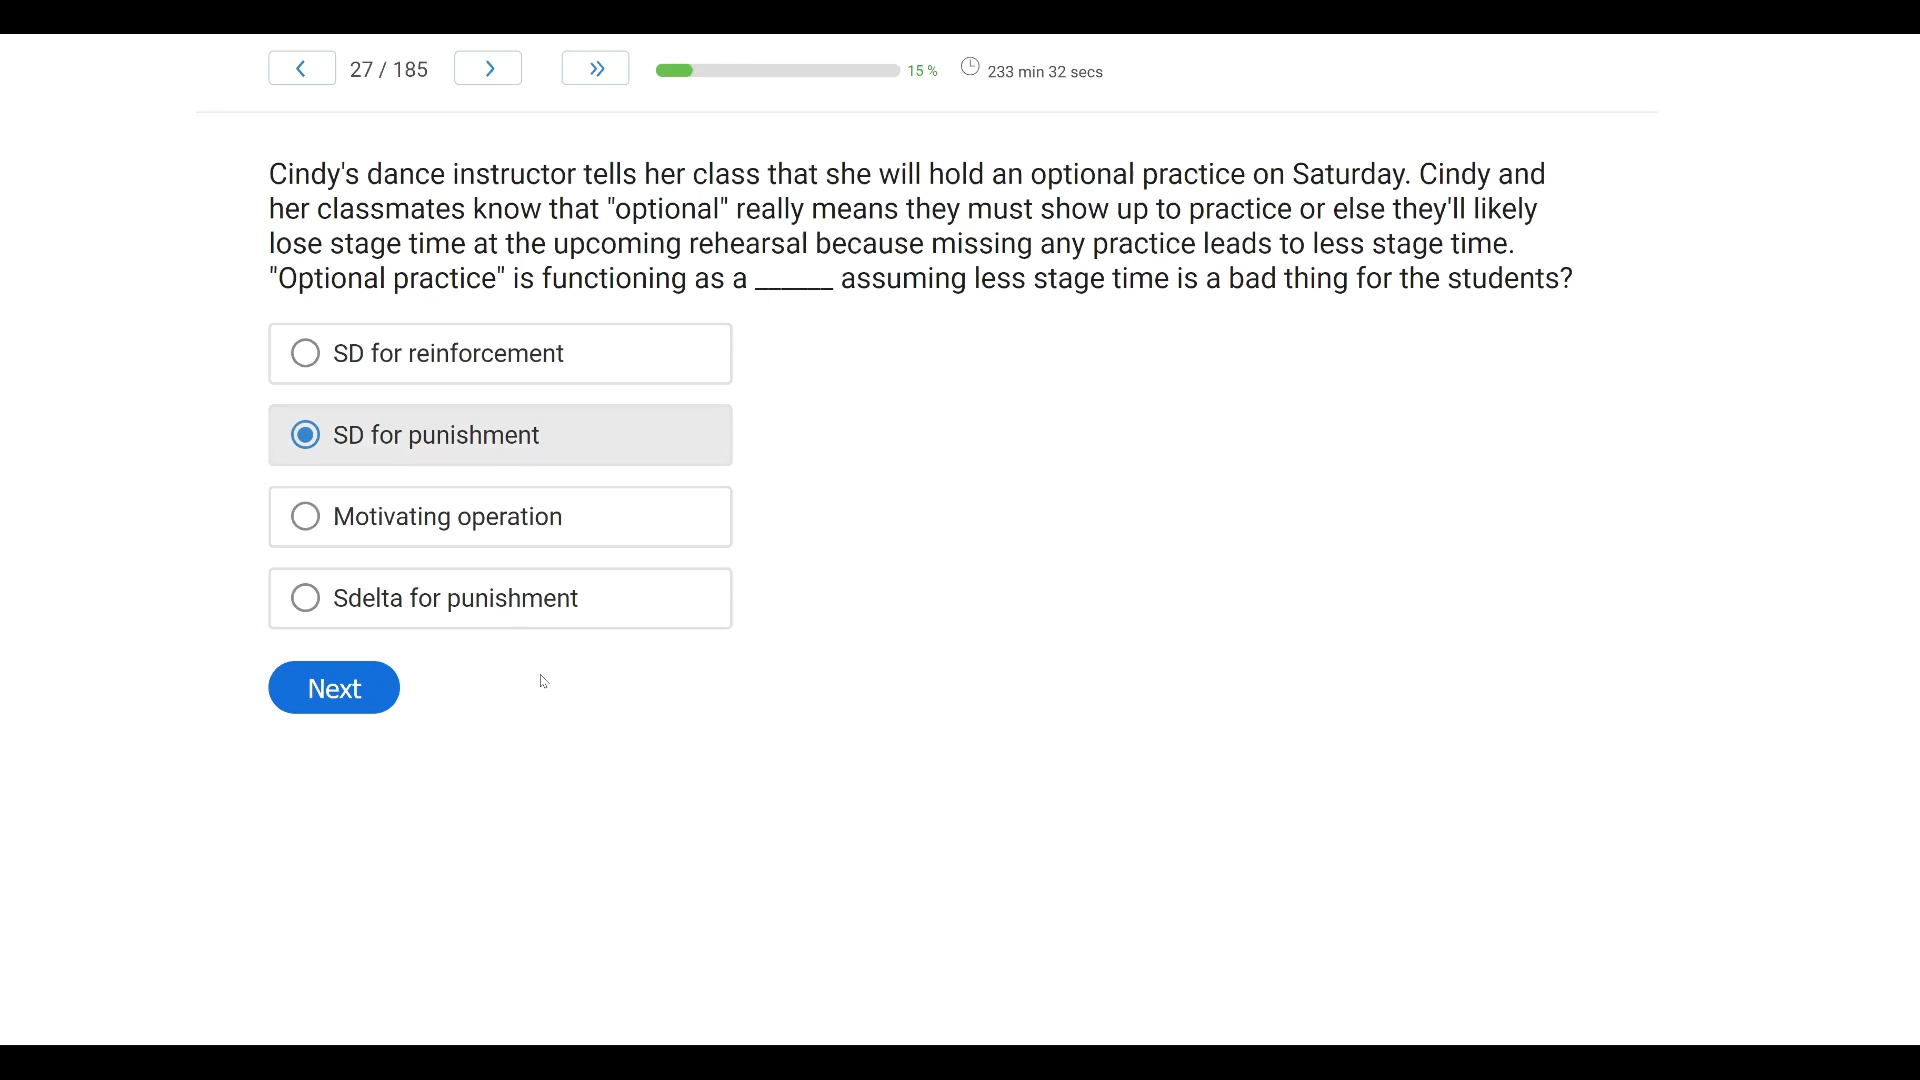 27 / 185
15 %
233 min 32 secs
Cindy's dance instructor tells her class that she will hold an optional practice on Saturday. Cindy and
her classmates know that "optional" really means they must show up to practice or else they'll likely
lose stage time at the upcoming rehearsal because missing any practice leads to less stage time.
"Optional practice" is functioning as a ______ assuming less stage time is a bad thing for the students?
SD for reinforcement
SD for punishment
Motivating operation
Sdelta for punishment
Next